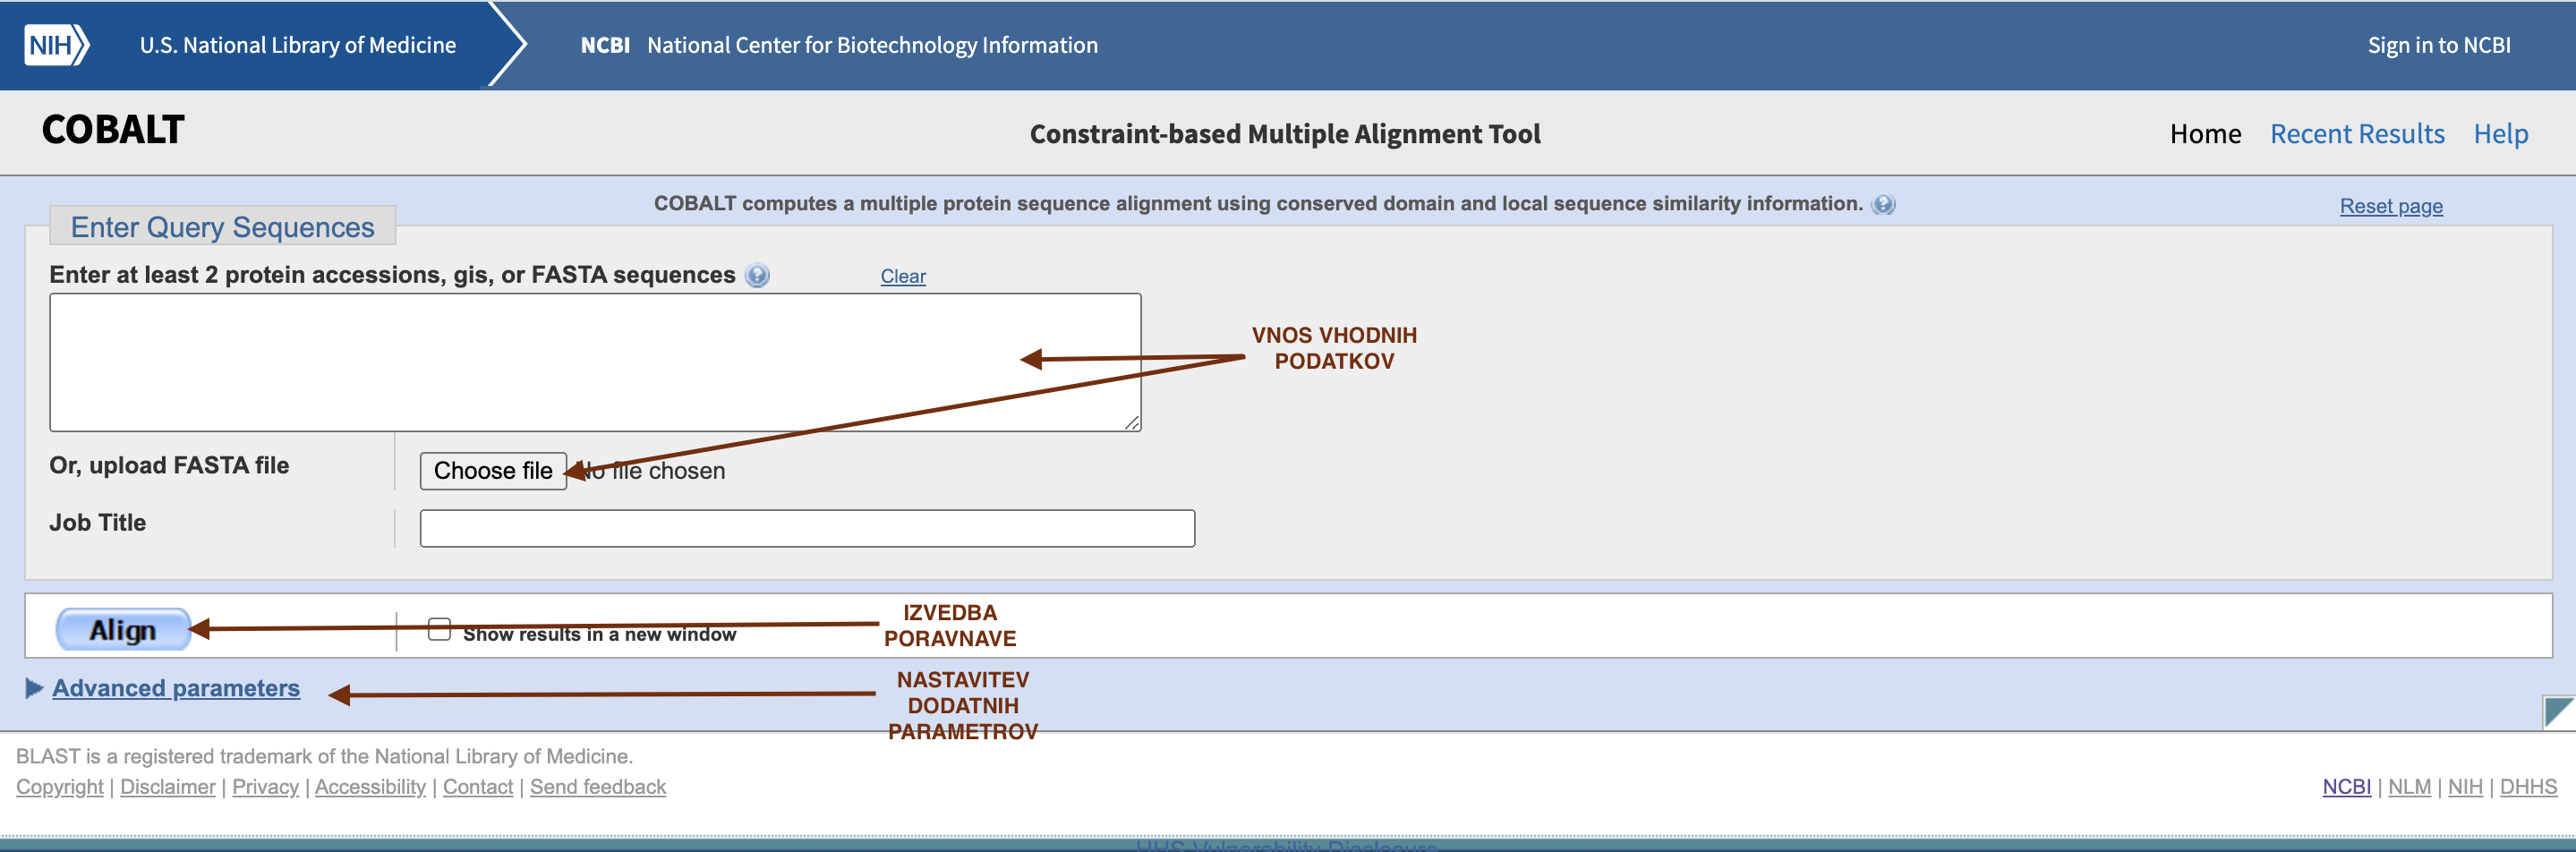 NIH U.S. National Library of Medicine NCBI National Center for Biotechnology Information Sign in to NCBI
COBALT Constraint-based Multiple Alignment Tool Home Recent Results Help
COBALT computes a multiple protein sequence alignment using conserved domain and local sequence similarity information. Reset page
Enter Query Sequences
Enter at least 2 protein accessions, gis, or FASTA sequences Clear
VNOS VHODNIH
PODATKOV
Or, upload FASTA file Choose file No file chosen
Job Title
Align Show results in a new window
IZVEDBA
PORAVNAVE
Advanced parameters
NASTAVITEV
DODATNIH
PARAMETROV
BLAST is a registered trademark of the National Library of Medicine.
Copyright | Disclaimer | Privacy | Accessibility | Contact | Send feedback
NCBI | NLM | NIH | DHHS
HHS Vulnerability Disclosure